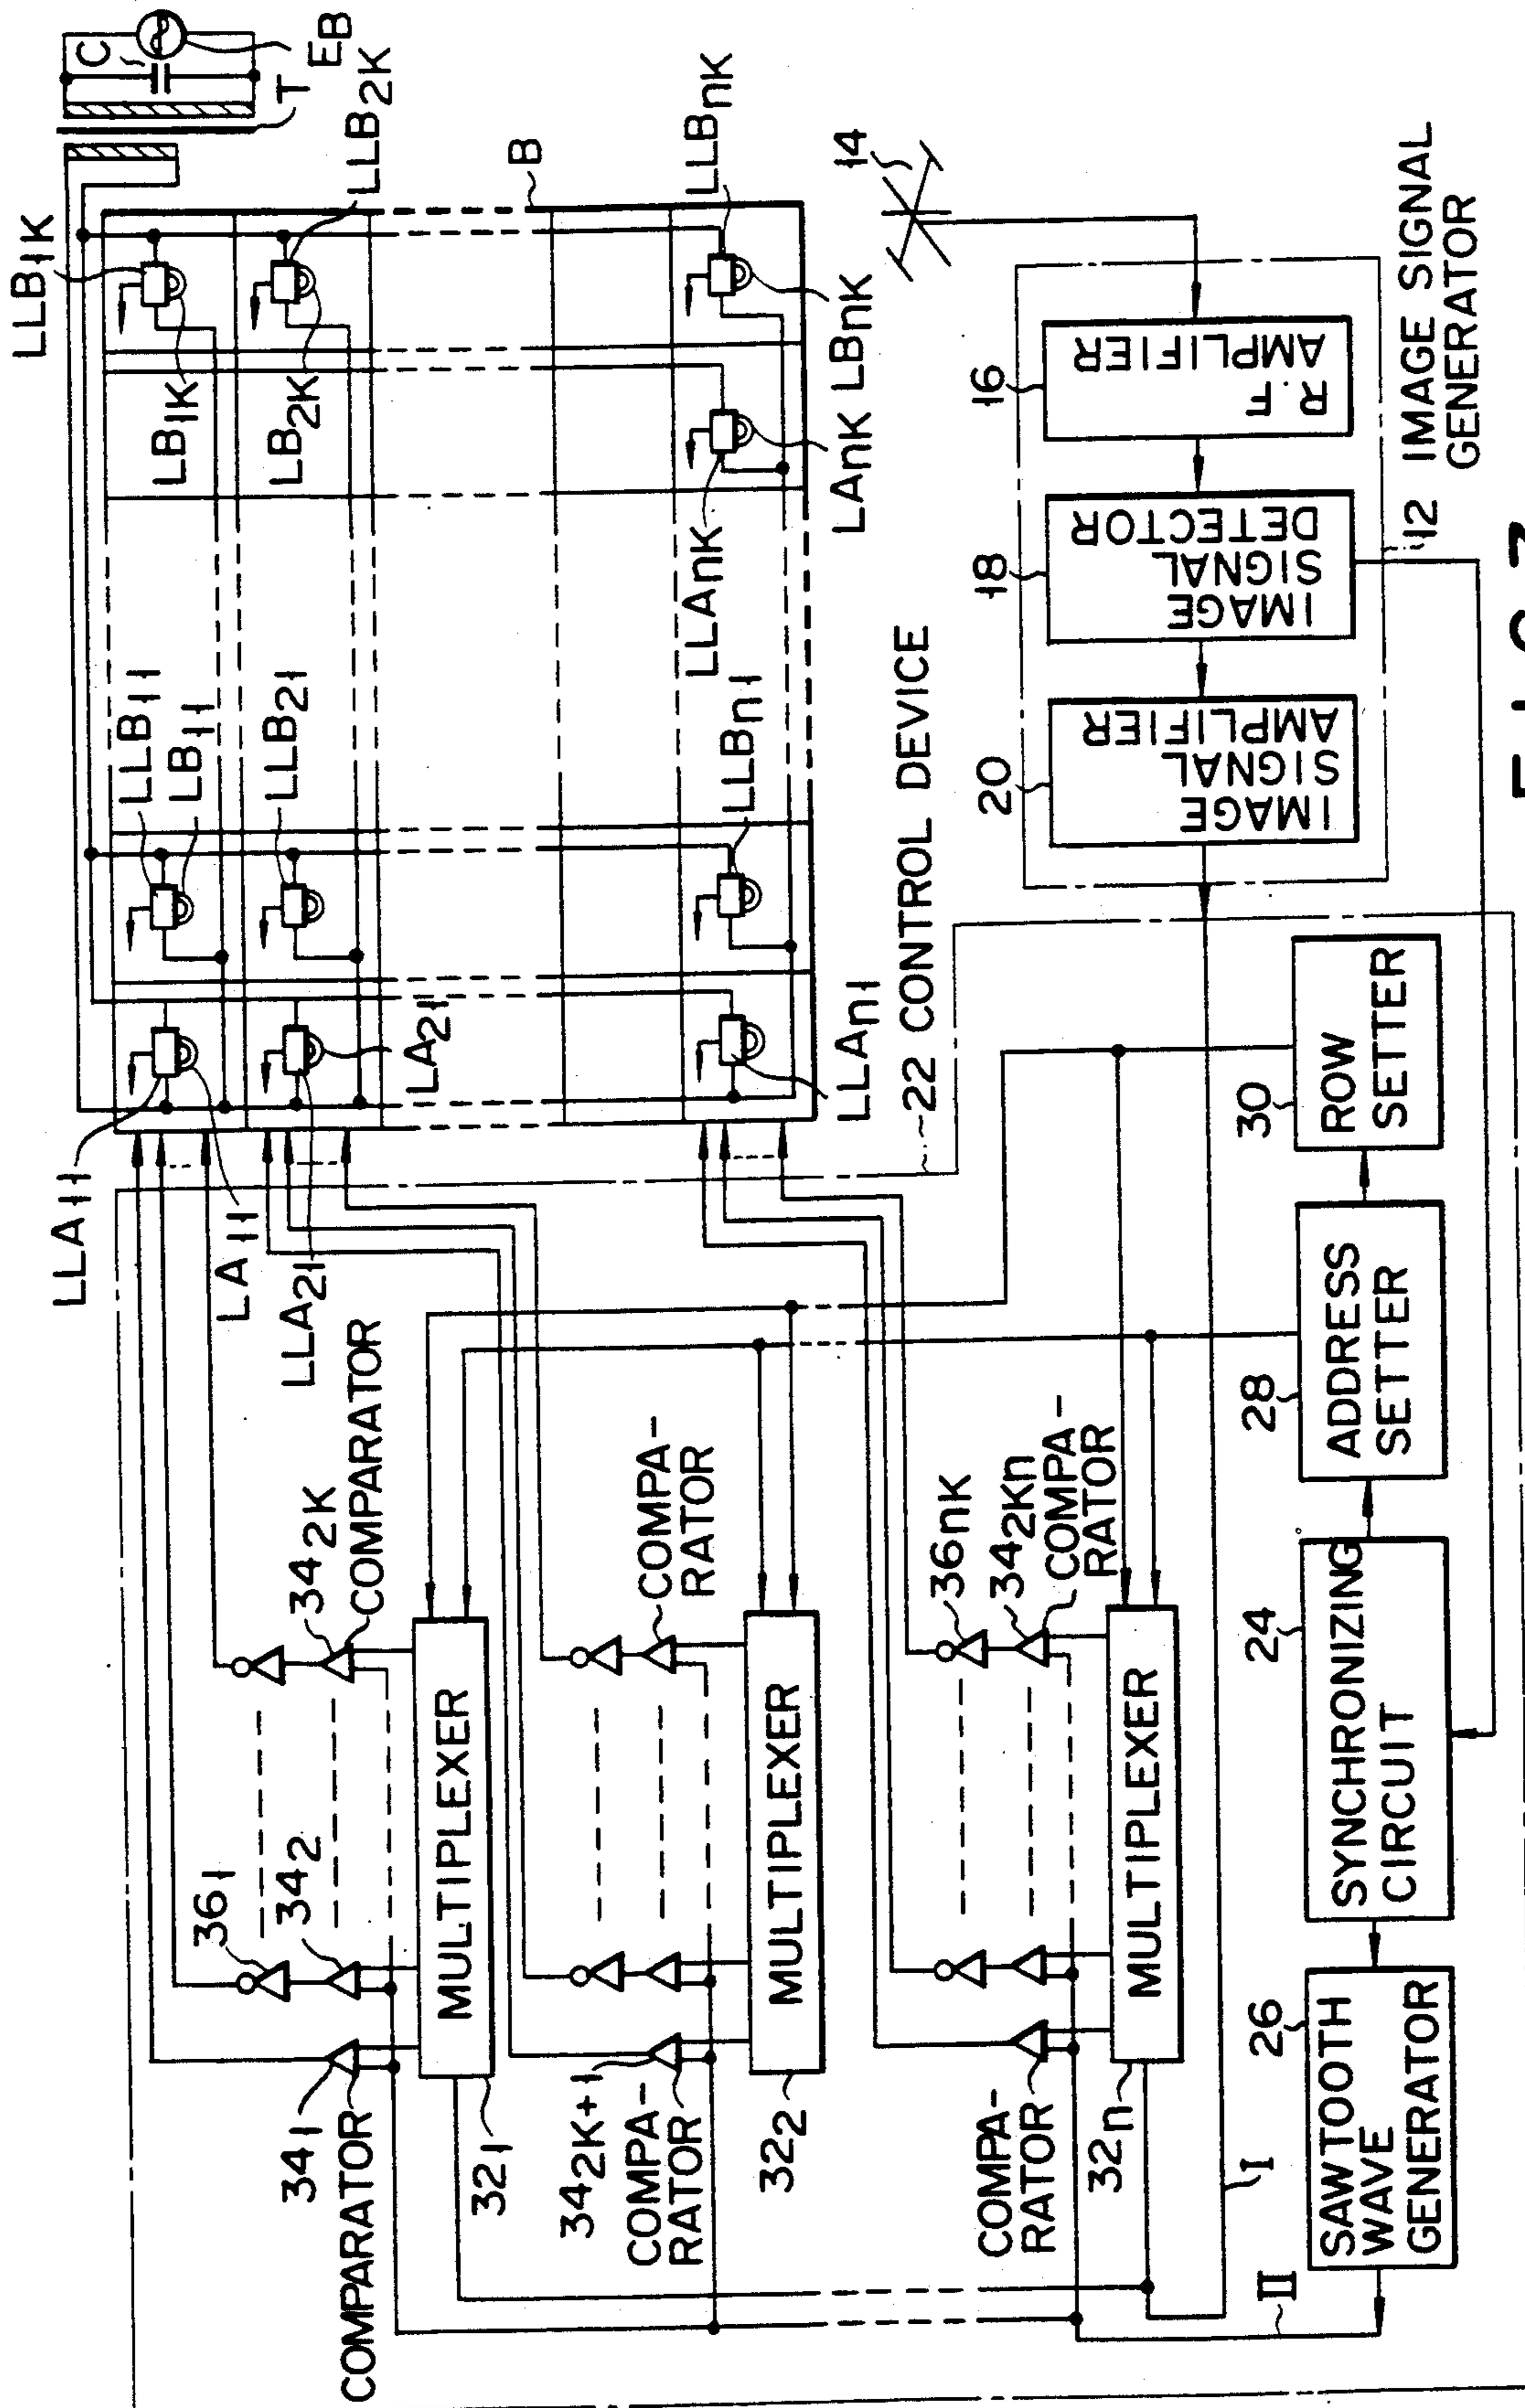 LLB1K
C
EB
T
LLB2K
B
LB1K
LB2K
LLBnK
LLB11
LB11
LLB21
LLAnK
LAnK
LBnK
LLBn1
LLA11
LA11
LLA21
LA21
LLAn1
14
16
R.F
AMPLIFIER
18
IMAGE
SIGNAL
DETECTOR
20
IMAGE
SIGNAL
AMPLIFIER
12
IMAGE SIGNAL
GENERATOR
22
CONTROL DEVICE
341
COMPARATOR
361
342
342K
COMPARATOR
MULTIPLEXER
321
342K+1
COMPA-
RATOR
COMPA-
RATOR
MULTIPLEXER
322
COMPA-
RATOR
36nK
342Kn
COMPA-
RATOR
MULTIPLEXER
32n
I
II
26
SAWTOOTH
WAVE
GENERATOR
24
SYNCHRONIZING
CIRCUIT
28
ADDRESS
SETTER
30
ROW
SETTER